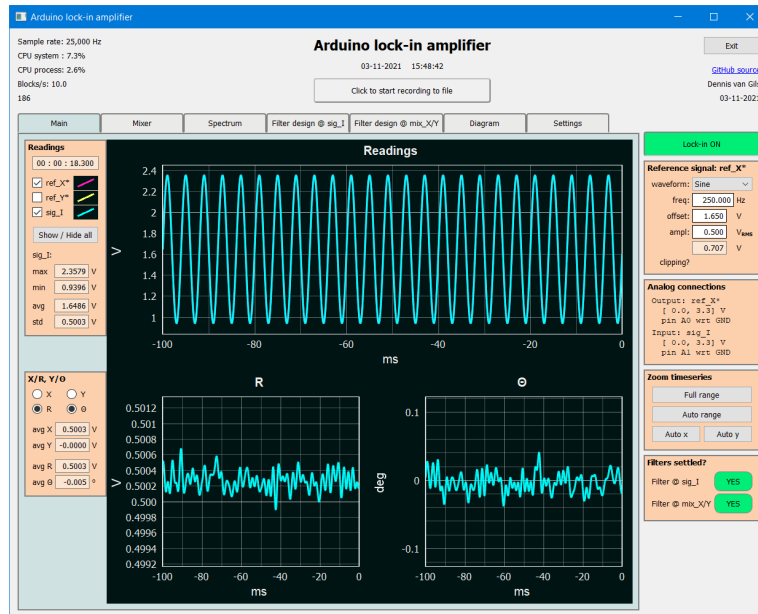 Arduino lock-in amplifier
Sample rate: 25,000 Hz
CPU system : 7.3%
CPU process: 2.6%
Blocks/s: 10.0
186
Arduino lock-in amplifier
03-11-2021 15:48:42
Click to start recording to file
Exit
GitHub source
Dennis van Gils
03-11-2021
Main Mixer Spectrum Filter design @ sig_I Filter design @ mix_X/Y Diagram Settings
Readings
00 : 00 : 18.300
ref_X*
ref_Y*
sig_I
Show / Hide all
sig_I:
max 2.3579 V
min 0.9396 V
avg 1.6486 V
std 0.5003 V
X/R, Y/Θ
X Y
R Θ
avg X 0.5003 V
avg Y -0.0000 V
avg R 0.5003 V
avg Θ -0.005 °
Readings
V
2.4
2.2
2
1.8
1.6
1.4
1.2
1
-100 -80 -60 -40 -20 0
ms
R
V
0.5012
0.501
0.5008
0.5006
0.5004
0.5002
0.500
0.4998
0.4996
0.4994
0.4992
-100 -80 -60 -40 -20 0
ms
Θ
deg
0.1
0
-0.1
-100 -80 -60 -40 -20 0
ms
Lock-in ON
Reference signal: ref_X*
waveform: Sine
freq: 250.000 Hz
offset: 1.650 V
ampl: 0.500 VRMS
0.707 V
clipping?
Analog connections
Output: ref_X*
[ 0.0, 3.3] V
pin A0 wrt GND
Input: sig_I
[ 0.0, 3.3] V
pin A1 wrt GND
Zoom timeseries
Full range
Auto range
Auto x Auto y
Filters settled?
Filter @ sig_I YES
Filter @ mix_X/Y YES